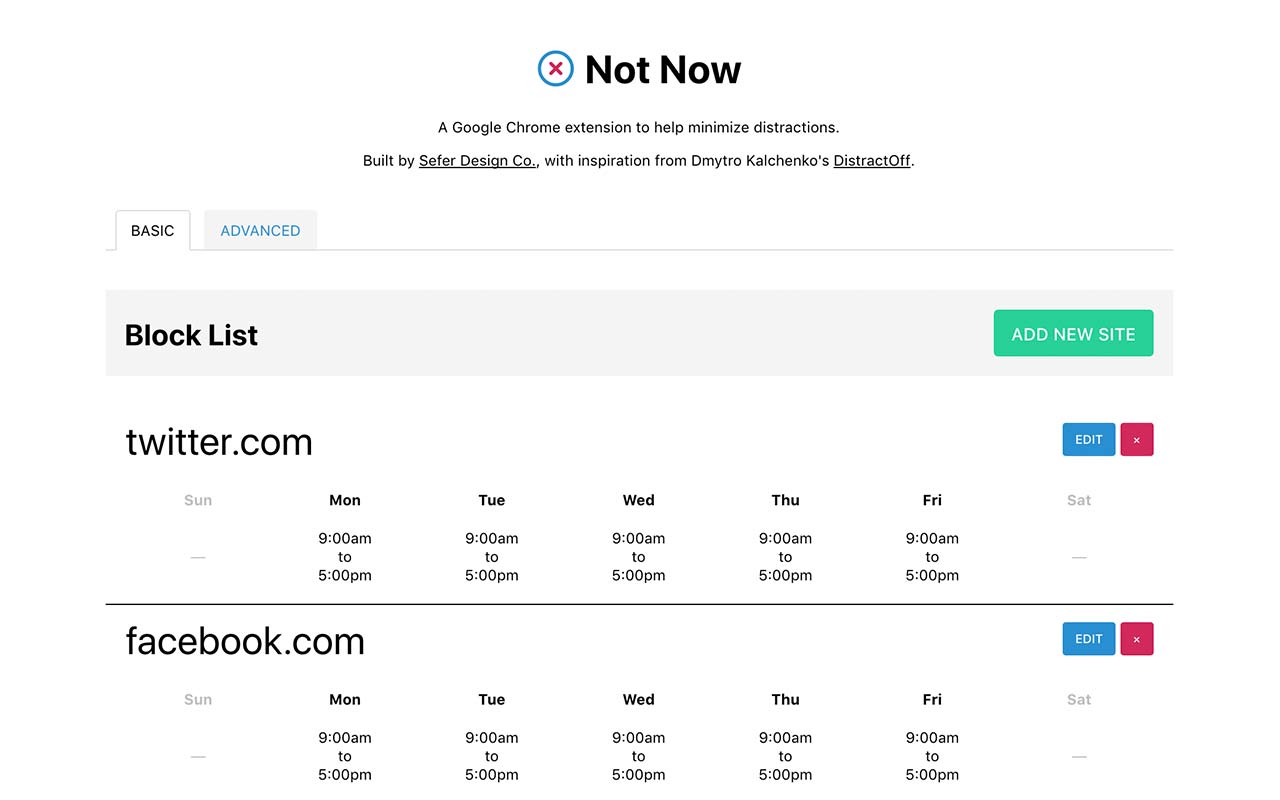 Not Now
A Google Chrome extension to help minimize distractions.
Built by Sefer Design Co., with inspiration from Dmytro Kalchenko's DistractOff.
BASIC ADVANCED
Block List ADD NEW SITE
twitter.com EDIT ×
Sun Mon Tue Wed Thu Fri Sat
9:00am 9:00am 9:00am 9:00am 9:00am
— to to to to to —
5:00pm 5:00pm 5:00pm 5:00pm 5:00pm
facebook.com EDIT ×
Sun Mon Tue Wed Thu Fri Sat
9:00am 9:00am 9:00am 9:00am 9:00am
— to to to to to —
5:00pm 5:00pm 5:00pm 5:00pm 5:00pm